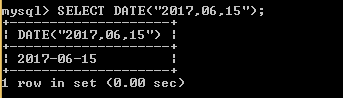 mysql> SELECT DATE("2017,06,15");
+--------------------+
| DATE("2017,06,15") |
+--------------------+
| 2017-06-15         |
+--------------------+
1 row in set (0.00 sec)